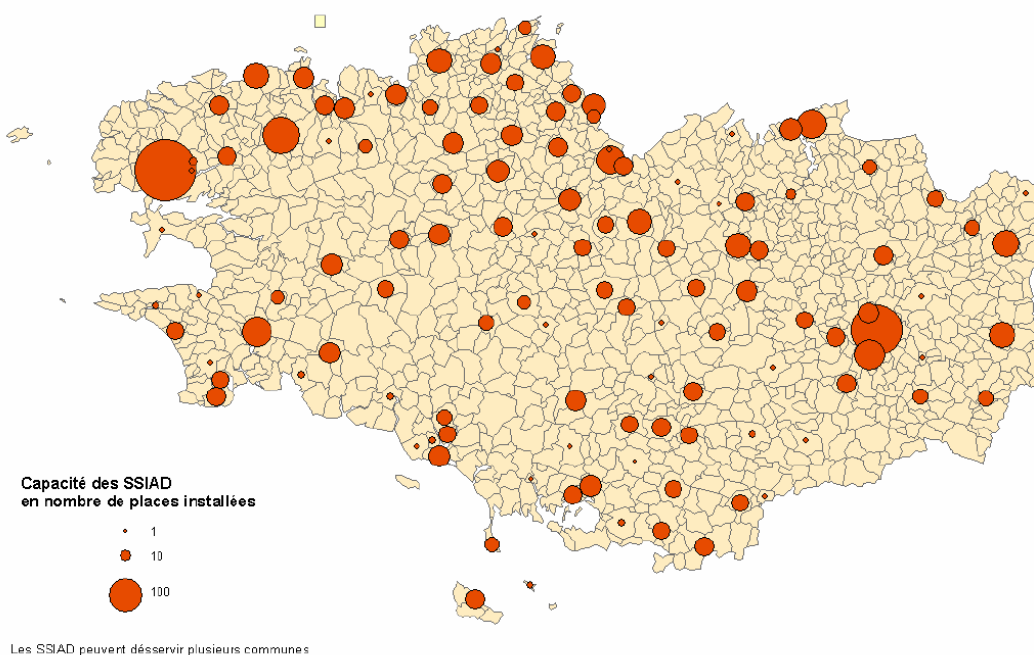 Capacité des SSIAD
en nombre de places installées
1
10
100
Les SSIAD peuvent désservir plusieurs communes